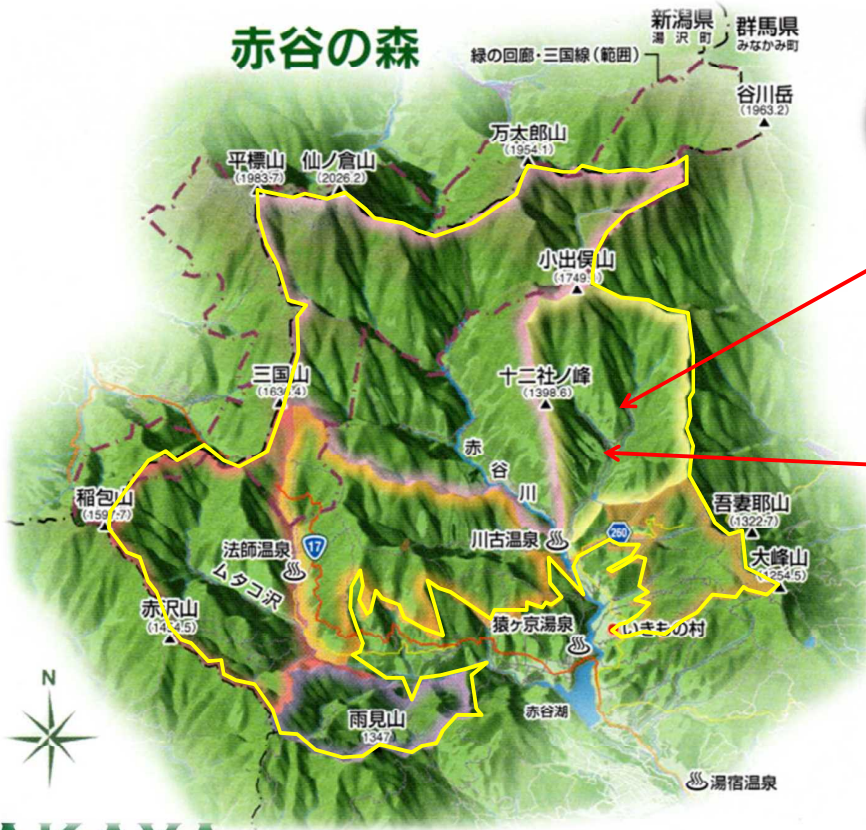 赤谷の森
新潟県
湯沢町
群馬県
みなかみ町
緑の回廊・三国線(範囲)
谷川岳
(1963.2)
万太郎山
(1954.1)
平標山
(1983.7)
仙ノ倉山
(2026.2)
小出俣山
三国山
十二社ノ峰
(1398.6)
赤谷川
稲包山
吾妻耶山
(1322.7)
17
260
法師温泉
ムタコ沢
川古温泉
大峰山
(1254.5)
赤沢山
猿ヶ京湯泉
いきもの村
N
雨見山
1347
赤谷湖
湯宿温泉